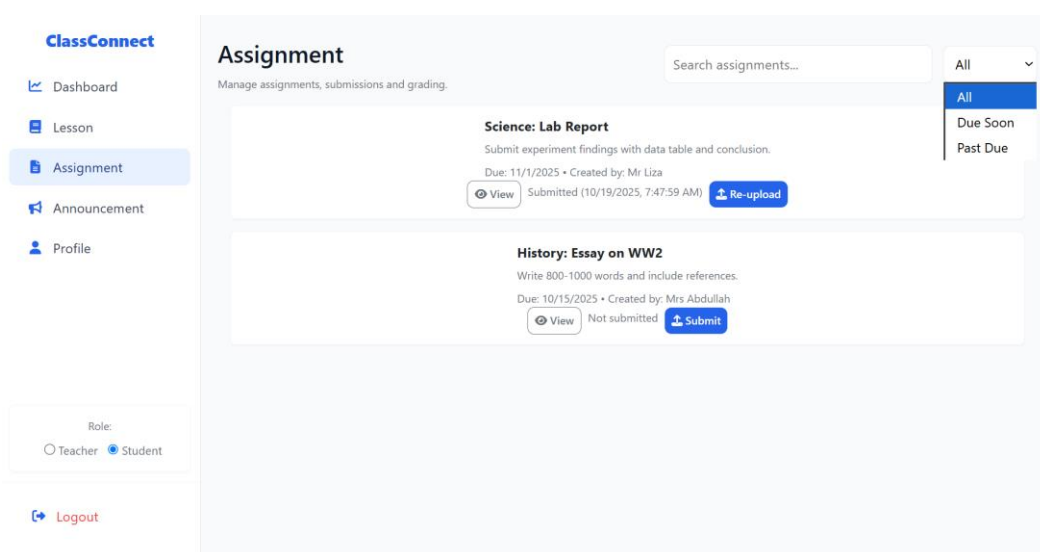 ClassConnect
Dashboard
Lesson
Assignment
Announcement
Profile
Role:
Teacher Student
Logout
Assignment
Manage assignments, submissions and grading.
Search assignments...
All
All
Due Soon
Past Due
Science: Lab Report
Submit experiment findings with data table and conclusion.
Due: 11/1/2025 • Created by: Mr Liza
View Submitted (10/19/2025, 7:47:59 AM) Re-upload
History: Essay on WW2
Write 800-1000 words and include references.
Due: 10/15/2025 • Created by: Mrs Abdullah
View Not submitted Submit